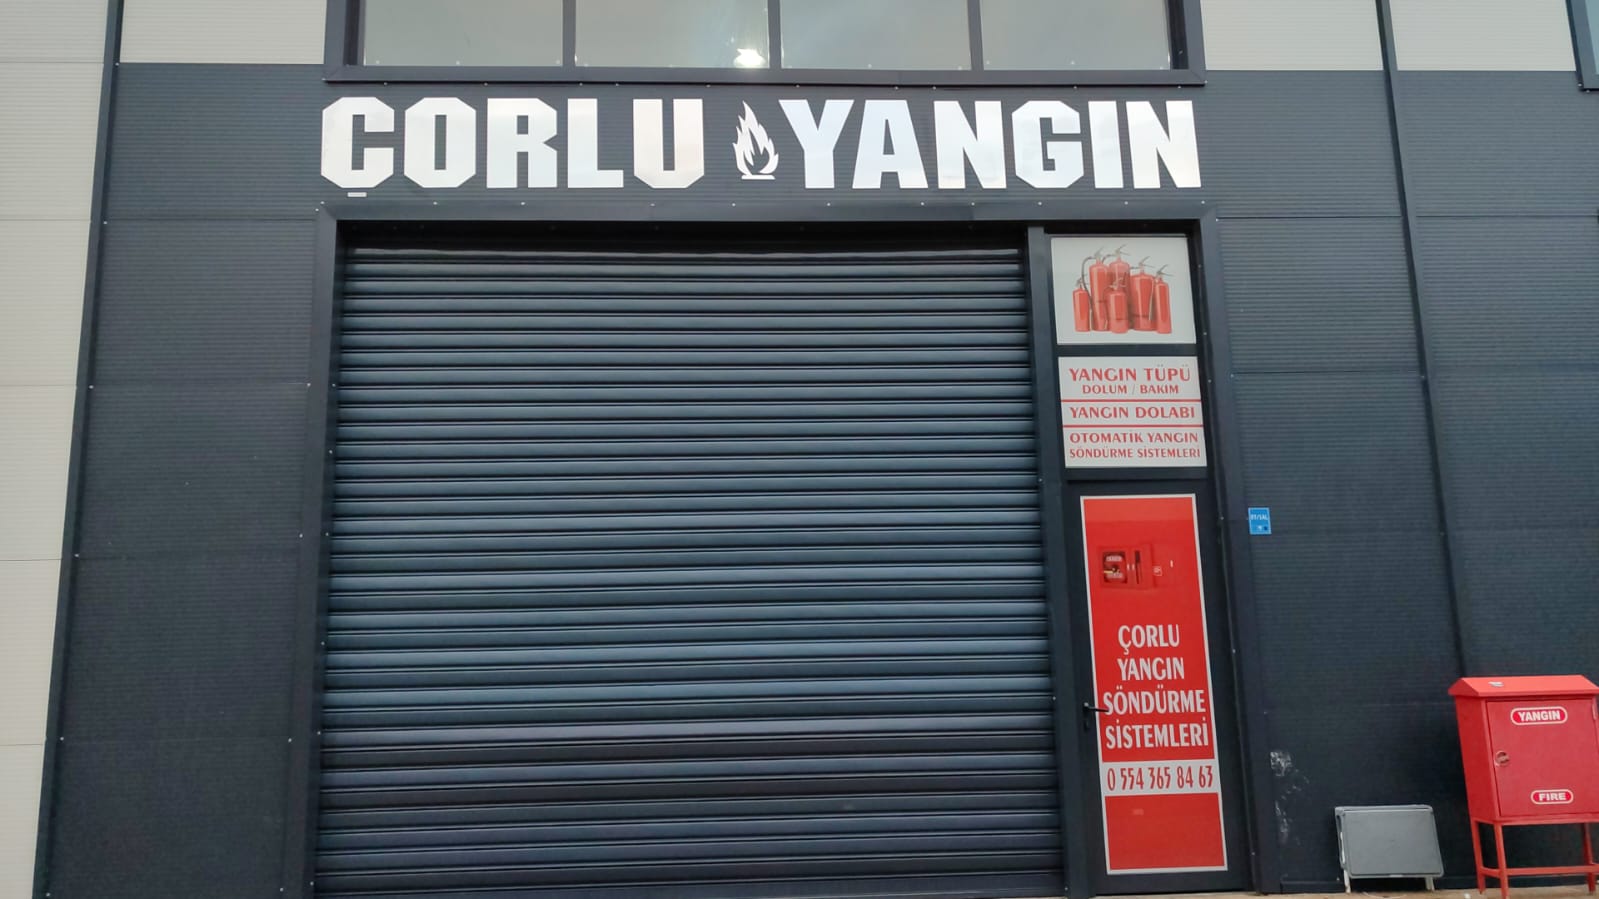 ÇORLU YANGIN
YANGIN TÜPÜ
DOLUM / BAKIM
YANGIN DOLABI
OTOMATİK YANGIN
SÖNDÜRME SİSTEMLERİ
ÇORLU
YANGIN
SÖNDÜRME
SİSTEMLERİ
0 554 365 84 63
YANGIN
FIRE